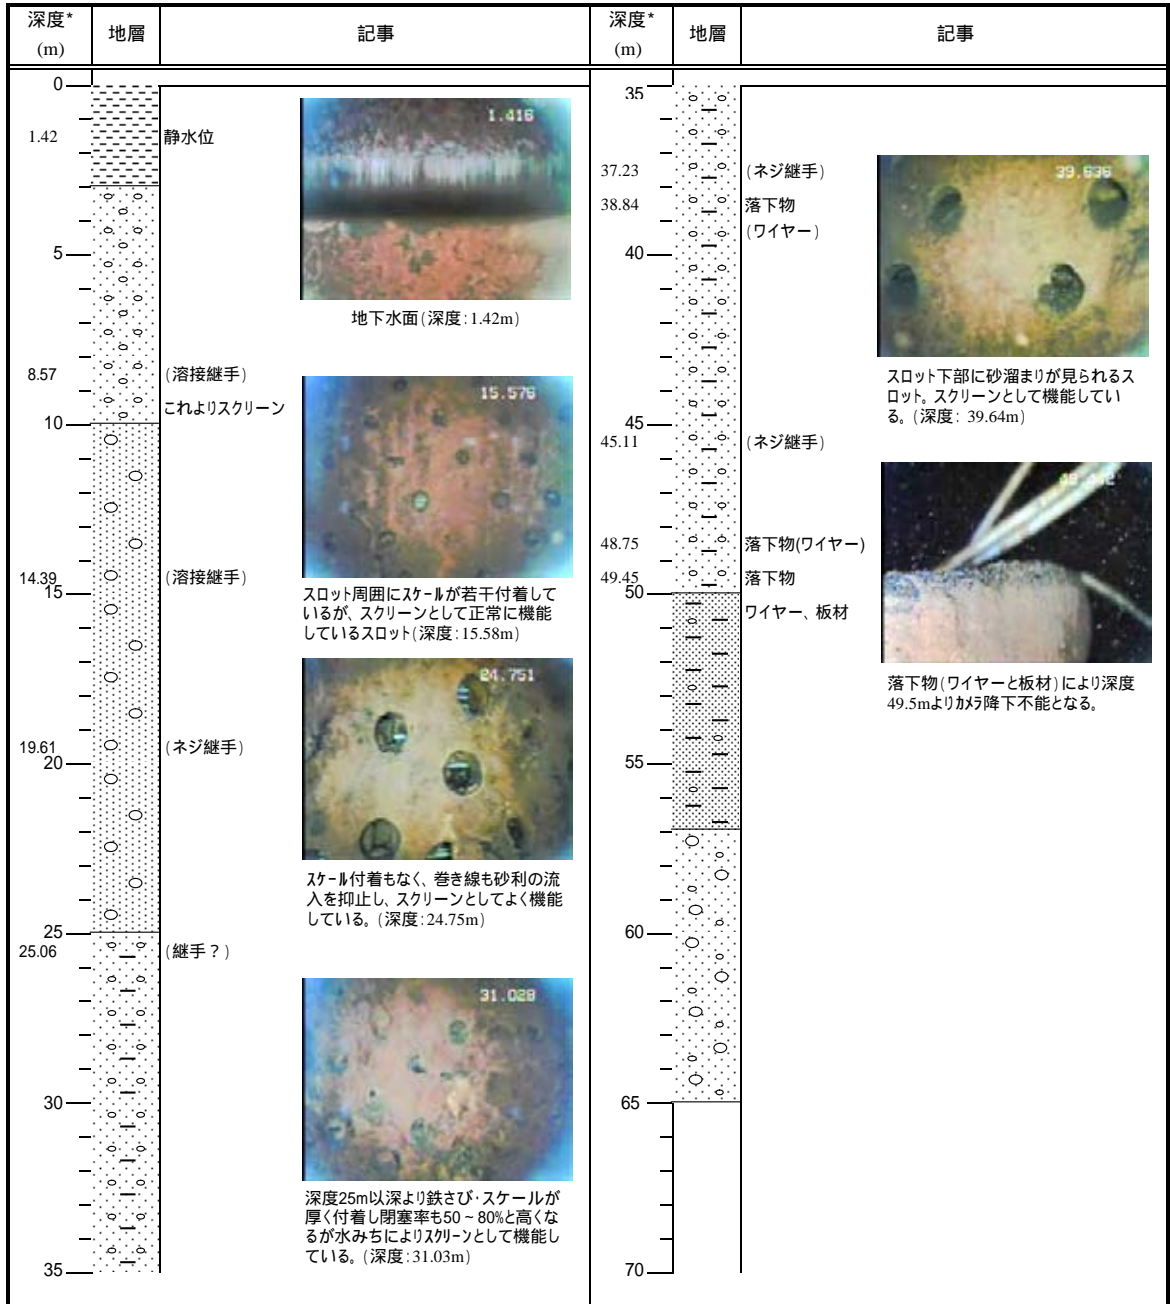 深度*
(m)
地層
記事
0
1.42
静水位
1.416
地下水面(深度:1.42m)
5
8.57
(溶接継手)
これよりスクリーン
10
15.576
14.39
(溶接継手)
15
スロット周囲にスケールが若干付着して
いるが、スクリーンとして正常に機能
しているスロット(深度:15.58m)
24.751
19.61
(ネジ継手)
20
スケール付着もなく、巻き線も砂利の流
入を抑止し、スクリーンとしてよく機能
している。(深度:24.75m)
25
25.06
(継手?)
31.028
30
深度25m以深より鉄さび・スケールが
厚く付着し閉塞率も50~80%と高くな
るが水みちによりスクリーンとして機能し
ている。(深度:31.03m)
35
深度*
(m)
地層
記事
35
37.23
(ネジ継手)
39.636
38.84
落下物
(ワイヤー)
40
スロット下部に砂溜まりが見られるス
ロット。スクリーンとして機能してい
る。(深度: 39.64m)
45
45.11
(ネジ継手)
48.75
落下物(ワイヤー)
49.45
落下物
50
ワイヤー、板材
落下物(ワイヤーと板材)により深度
49.5mよりカメラ降下不能となる。
55
60
65
70